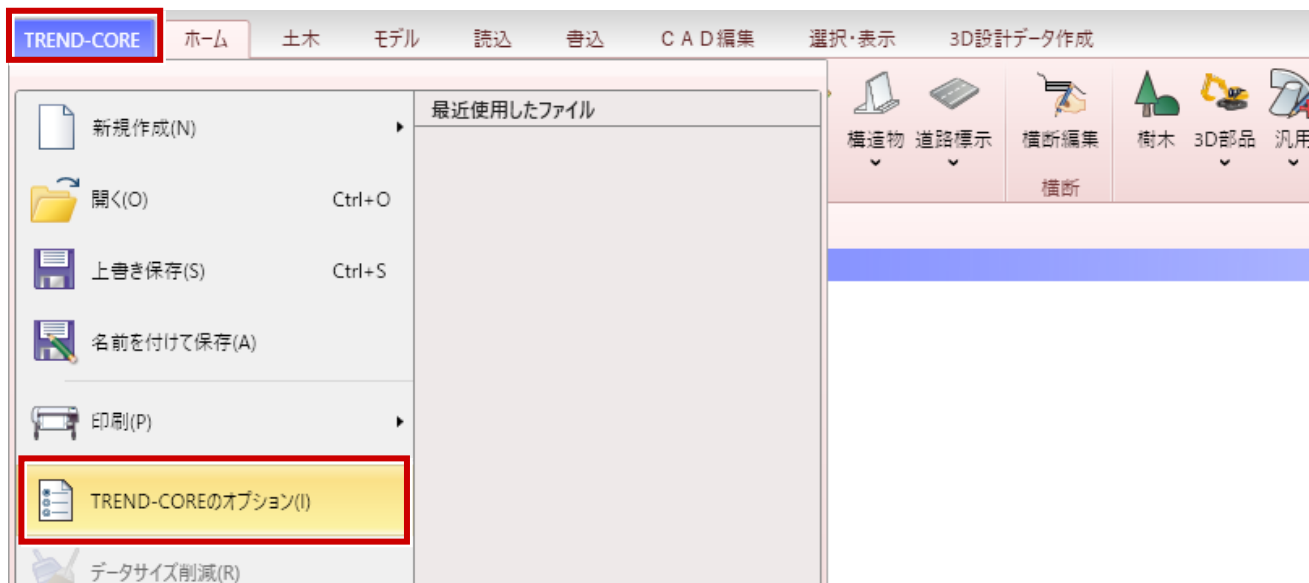 TREND-CORE ホーム 土木 モデル 読込 書込 CAD編集 選択・表示 3D設計データ作成
新規作成(N)
最近使用したファイル
開く(O) Ctrl+O
上書き保存(S) Ctrl+S
名前を付けて保存(A)
印刷(P)
TREND-COREのオプション(I)
データサイズ削減(R)
構造物 道路標示 横断編集 樹木 3D部品 汎用
横断